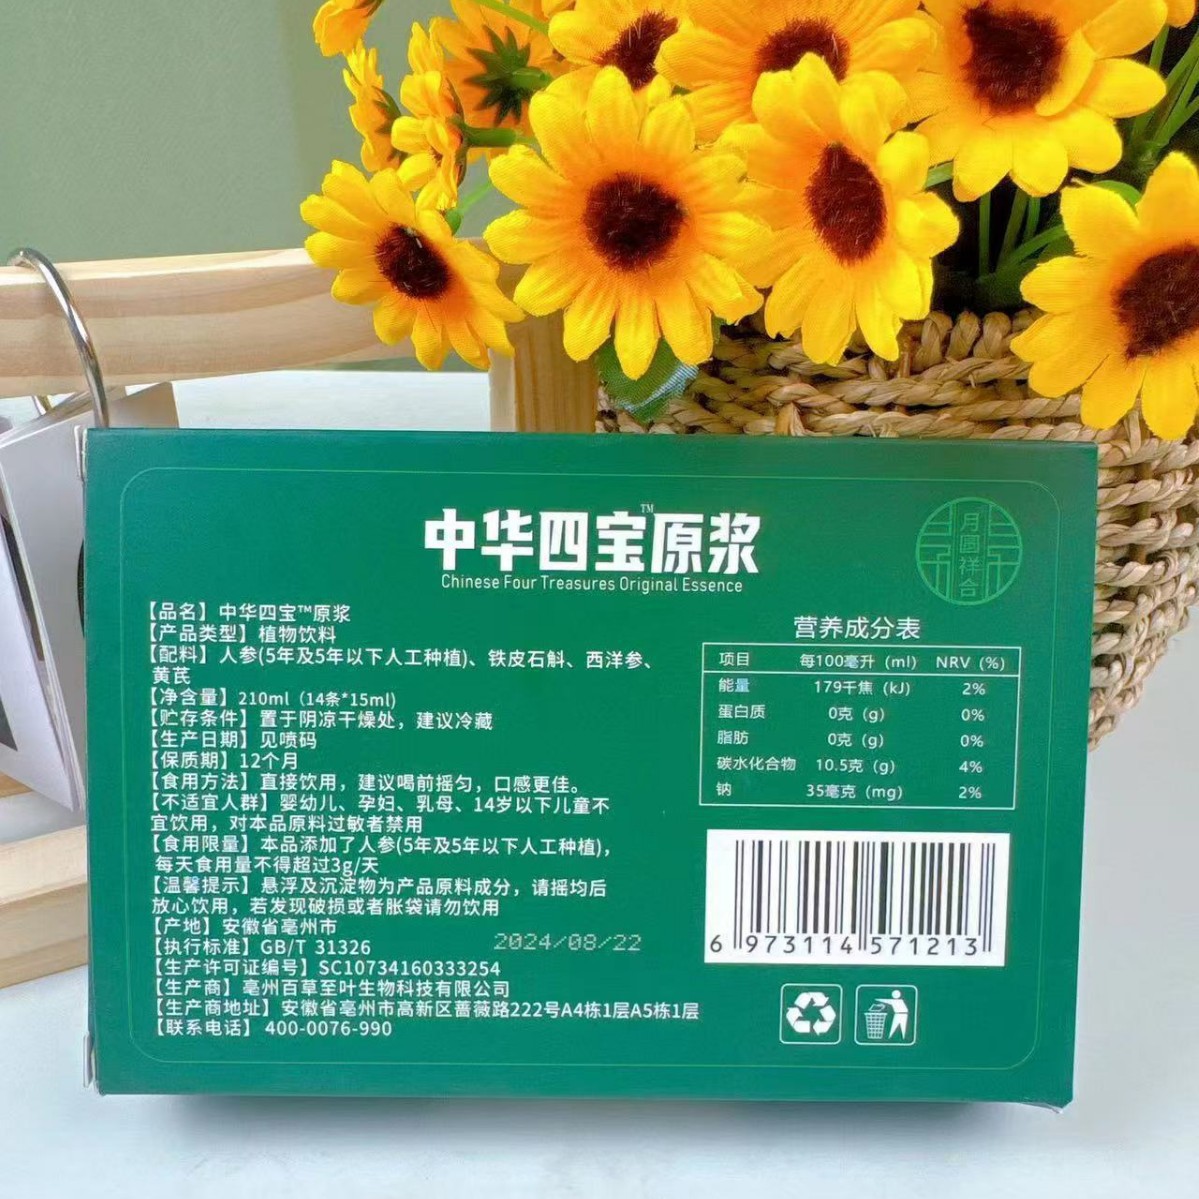 中华四宝™原浆
Chinese Four Treasures Original Essence
月圆祥合
【品名】中华四宝™原浆
【产品类型】植物饮料
【配料】人参(5年及5年以下人工种植)、铁皮石斛、西洋参、
黄芪
【净含量】210ml（14条*15ml)
【贮存条件】置于阴凉干燥处，建议冷藏
【生产日期】见喷码
【保质期】12个月
【食用方法】直接饮用，建议喝前摇匀，口感更佳。
【不适宜人群】婴幼儿、孕妇、乳母、14岁以下儿童不
宜饮用，对本品原料过敏者禁用
【食用限量】本品添加了人参(5年及5年以下人工种植)，
每天食用量不得超过3g/天
【温馨提示】悬浮及沉淀物为产品原料成分，请摇均后
放心饮用，若发现破损或者胀袋请勿饮用
【产地】安徽省亳州市
【执行标准】GB/T 31326
2024/08/22
【生产许可证编号】SC10734160333254
【生产商】亳州百草至叶生物科技有限公司
【生产商地址】安徽省亳州市高新区蔷薇路222号A4栋1层A5栋1层
【联系电话】400-0076-990
营养成分表
项目 每100毫升（ml) NRV（%）
能量 179千焦（kJ） 2%
蛋白质 0克（g） 0%
脂肪 0克（g） 0%
碳水化合物 10.5克（g） 4%
钠 35毫克（mg） 2%
6 973114 571213